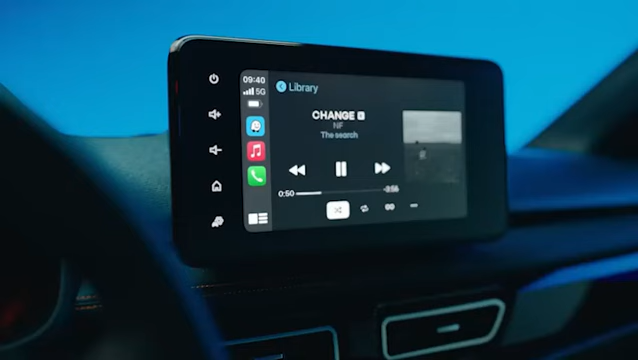 09:40
5G
Library
CHANGE E
NF
The search
0:50
-3:56